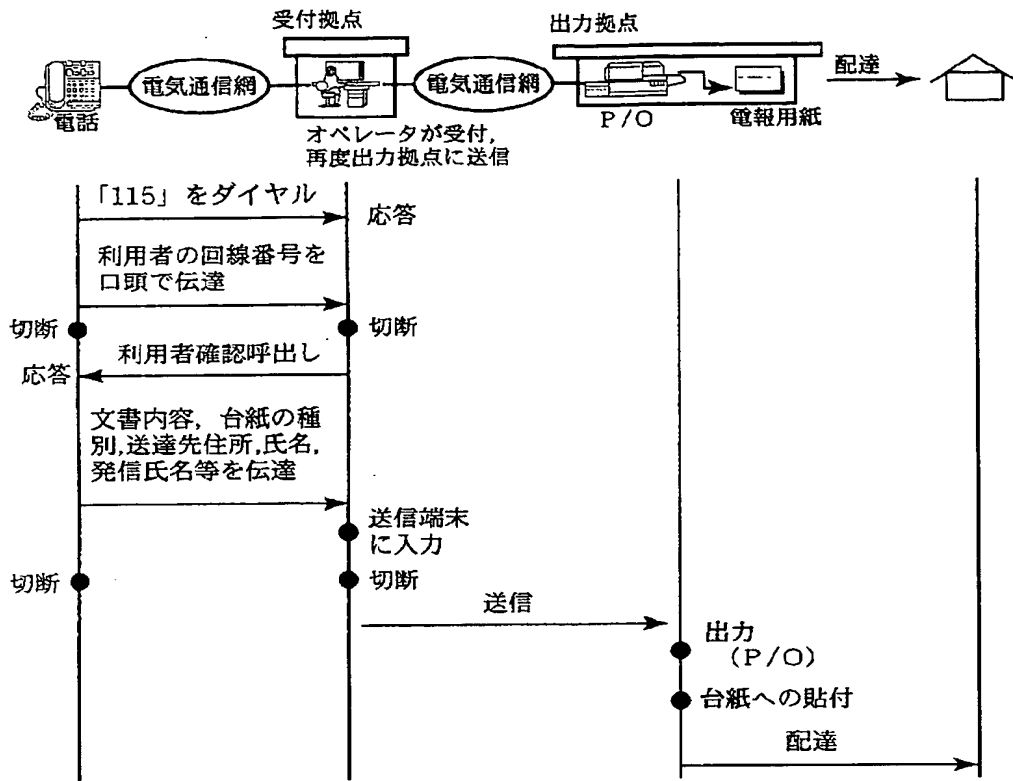 受付拠点
出力拠点
電気通信網
電気通信網
配達
電話
P/O
電報用紙
オペレータが受付,
再度出力拠点に送信
「115」をダイヤル
応答
利用者の回線番号を
口頭で伝達
切断
切断
利用者確認呼出し
応答
文書内容, 台紙の種
別,送達先住所,氏名,
発信氏名等を伝達
送信端末
に入力
切断
切断
送信
出力
(P/O)
台紙への貼付
配達